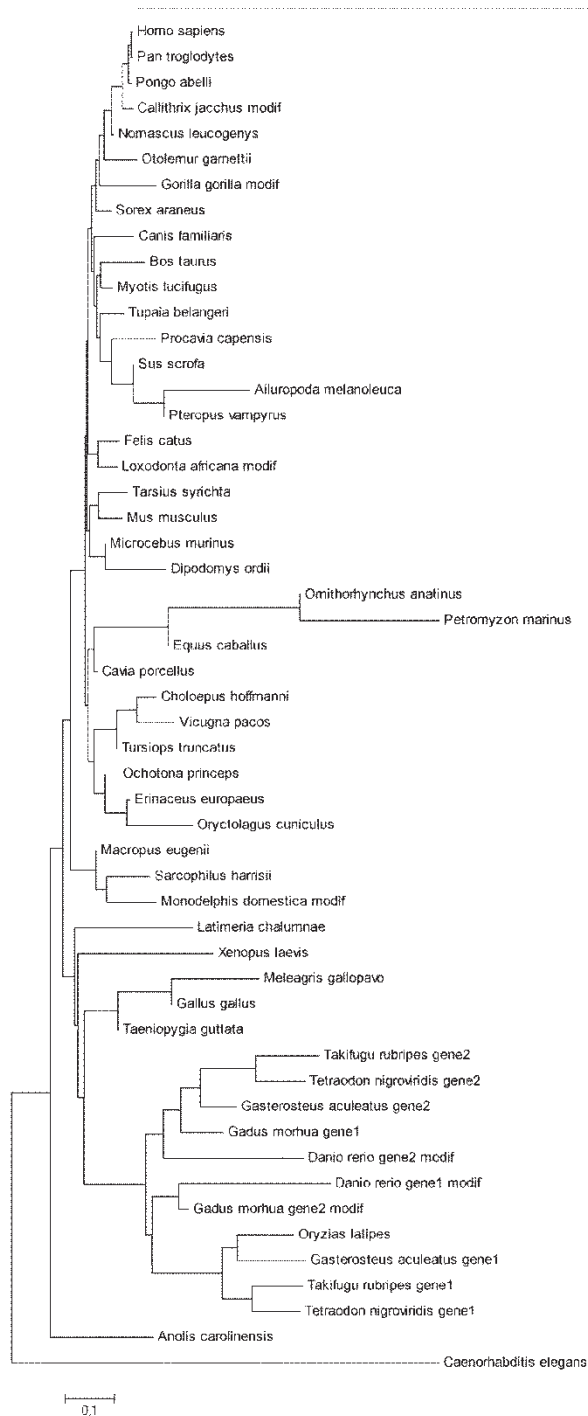 Homo sapiens
Pan troglodytes
Pongo abelli
Callithrix jacchus modif
Nomascus leucogenys
Otolemur garnettii
Gorilla gorilla modif
Sorex araneus
Canis familiaris
Bos taurus
Myotis lucifugus
Tupaia belangeri
Procavia capensis
Sus scrofa
Ailuropoda melanoleuca
Pteropus vampyrus
Felis catus
Loxodonta africana modif
Tarsius syrichta
Mus musculus
Microcebus murinus
Dipodomys ordii
Ornithorhynchus anatinus
Petromyzon marinus
Equus caballus
Cavia porcellus
Choloepus hoffmanni
Vicugna pacos
Tursiops truncatus
Ochotona princeps
Erinaceus europaeus
Oryctolagus cuniculus
Macropus eugenii
Sarcophilus harrisii
Monodelphis domestica modif
Latimeria chalumnae
Xenopus laevis
Meleagris gallopavo
Gallus gallus
Taeniopygia guttata
Takifugu rubripes gene2
Tetraodon nigroviridis gene2
Gasterosteus aculeatus gene2
Gadus morhua gene1
Danio rerio gene2 modif
Danio rerio gene1 modif
Gadus morhua gene2 modif
Oryzias latipes
Gasterosteus aculeatus gene1
Takifugu rubripes gene1
Tetraodon nigroviridis gene1
Anolis carolinensis
Caenorhabditis elegans
0,1